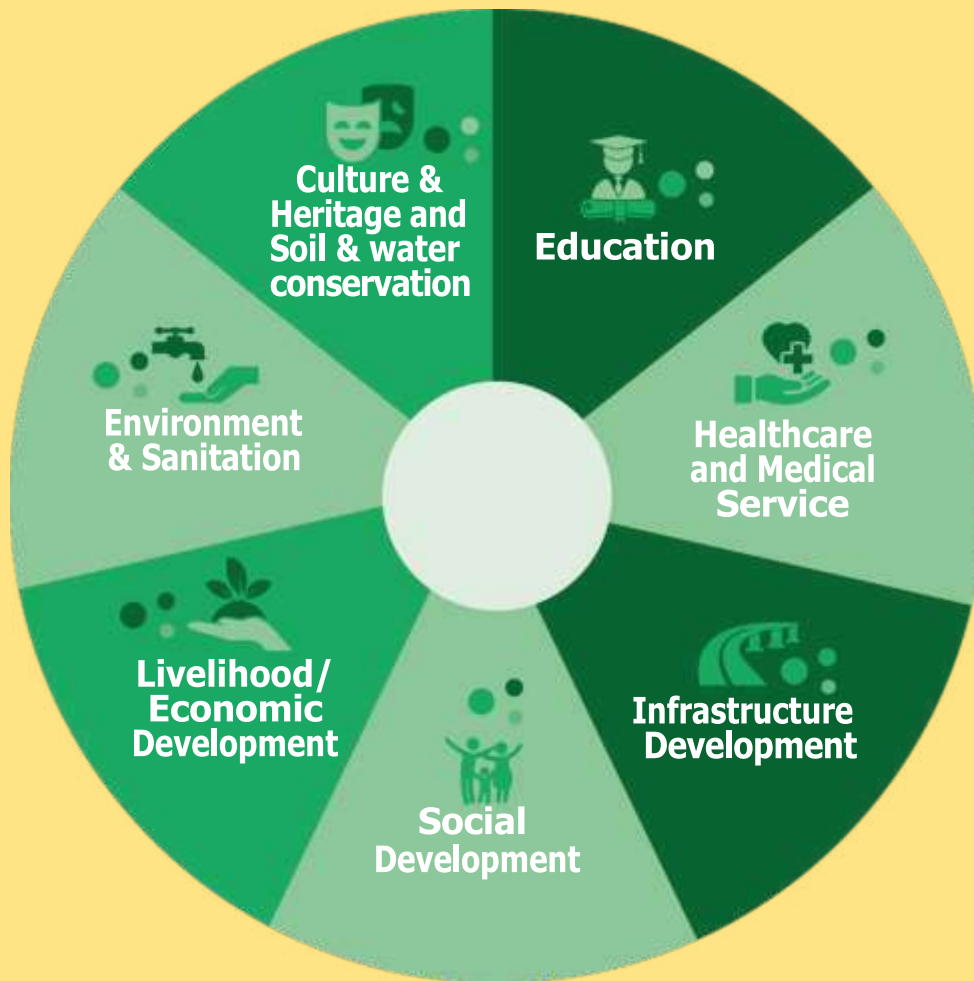 Culture &
Heritage and
Soil & water
conservation
Education
Healthcare
and Medical
Service
Infrastructure
Development
Social
Development
Livelihood/
Economic
Development
Environment
& Sanitation